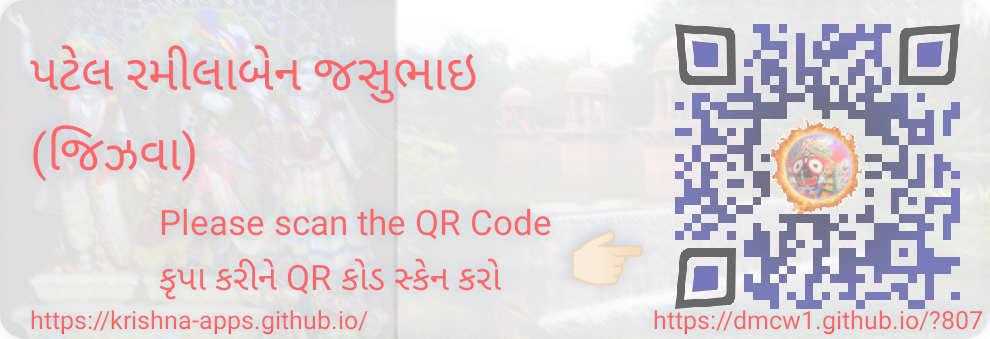 પટેલ રમીલાબેન જસુભાઇ
(જિઝવા)
Please scan the QR Code
કૃપા કરીને QR કોડ સ્કેન કરો
https://krishna-apps.github.io/
https://dmcw1.github.io/?807